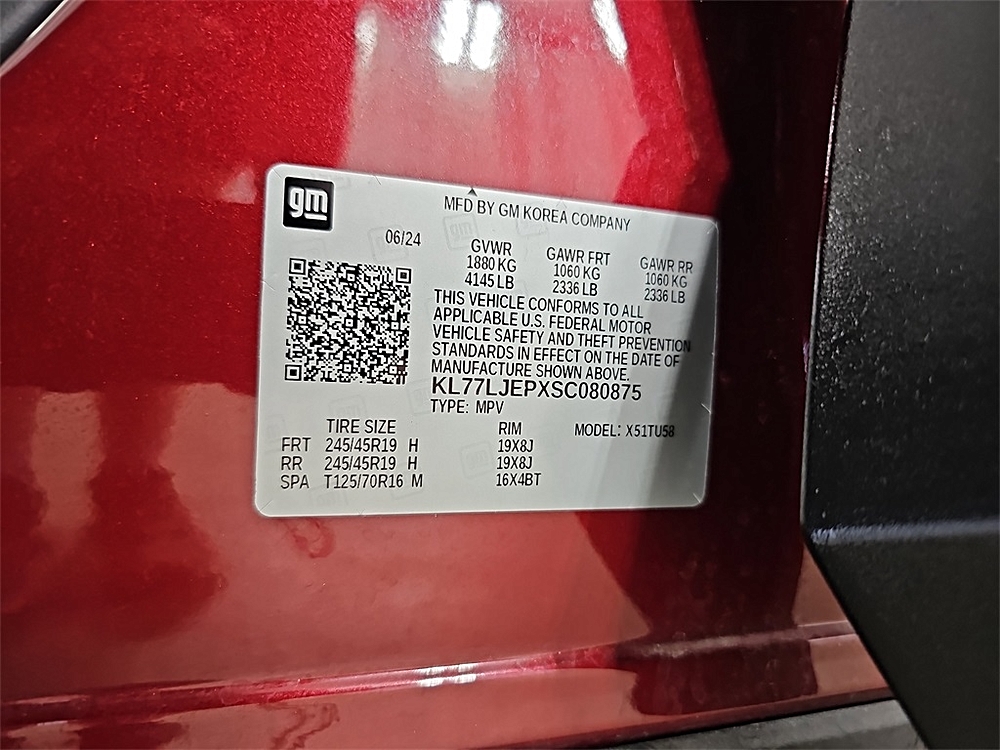 gm
MFD BY GM KOREA COMPANY
06/24
GVWR GAWR FRT GAWR RR
1880 KG 1060 KG 1060 KG
4145 LB 2336 LB 2336 LB
THIS VEHICLE CONFORMS TO ALL
APPLICABLE U.S. FEDERAL MOTOR
VEHICLE SAFETY AND THEFT PREVENTION
STANDARDS IN EFFECT ON THE DATE OF
MANUFACTURE SHOWN ABOVE.
KL77LJEPXSC080875
TYPE: MPV
TIRE SIZE RIM MODEL: X51TU58
FRT 245/45R19 H 19X8J
RR 245/45R19 H 19X8J
SPA T125/70R16 M 16X4BT